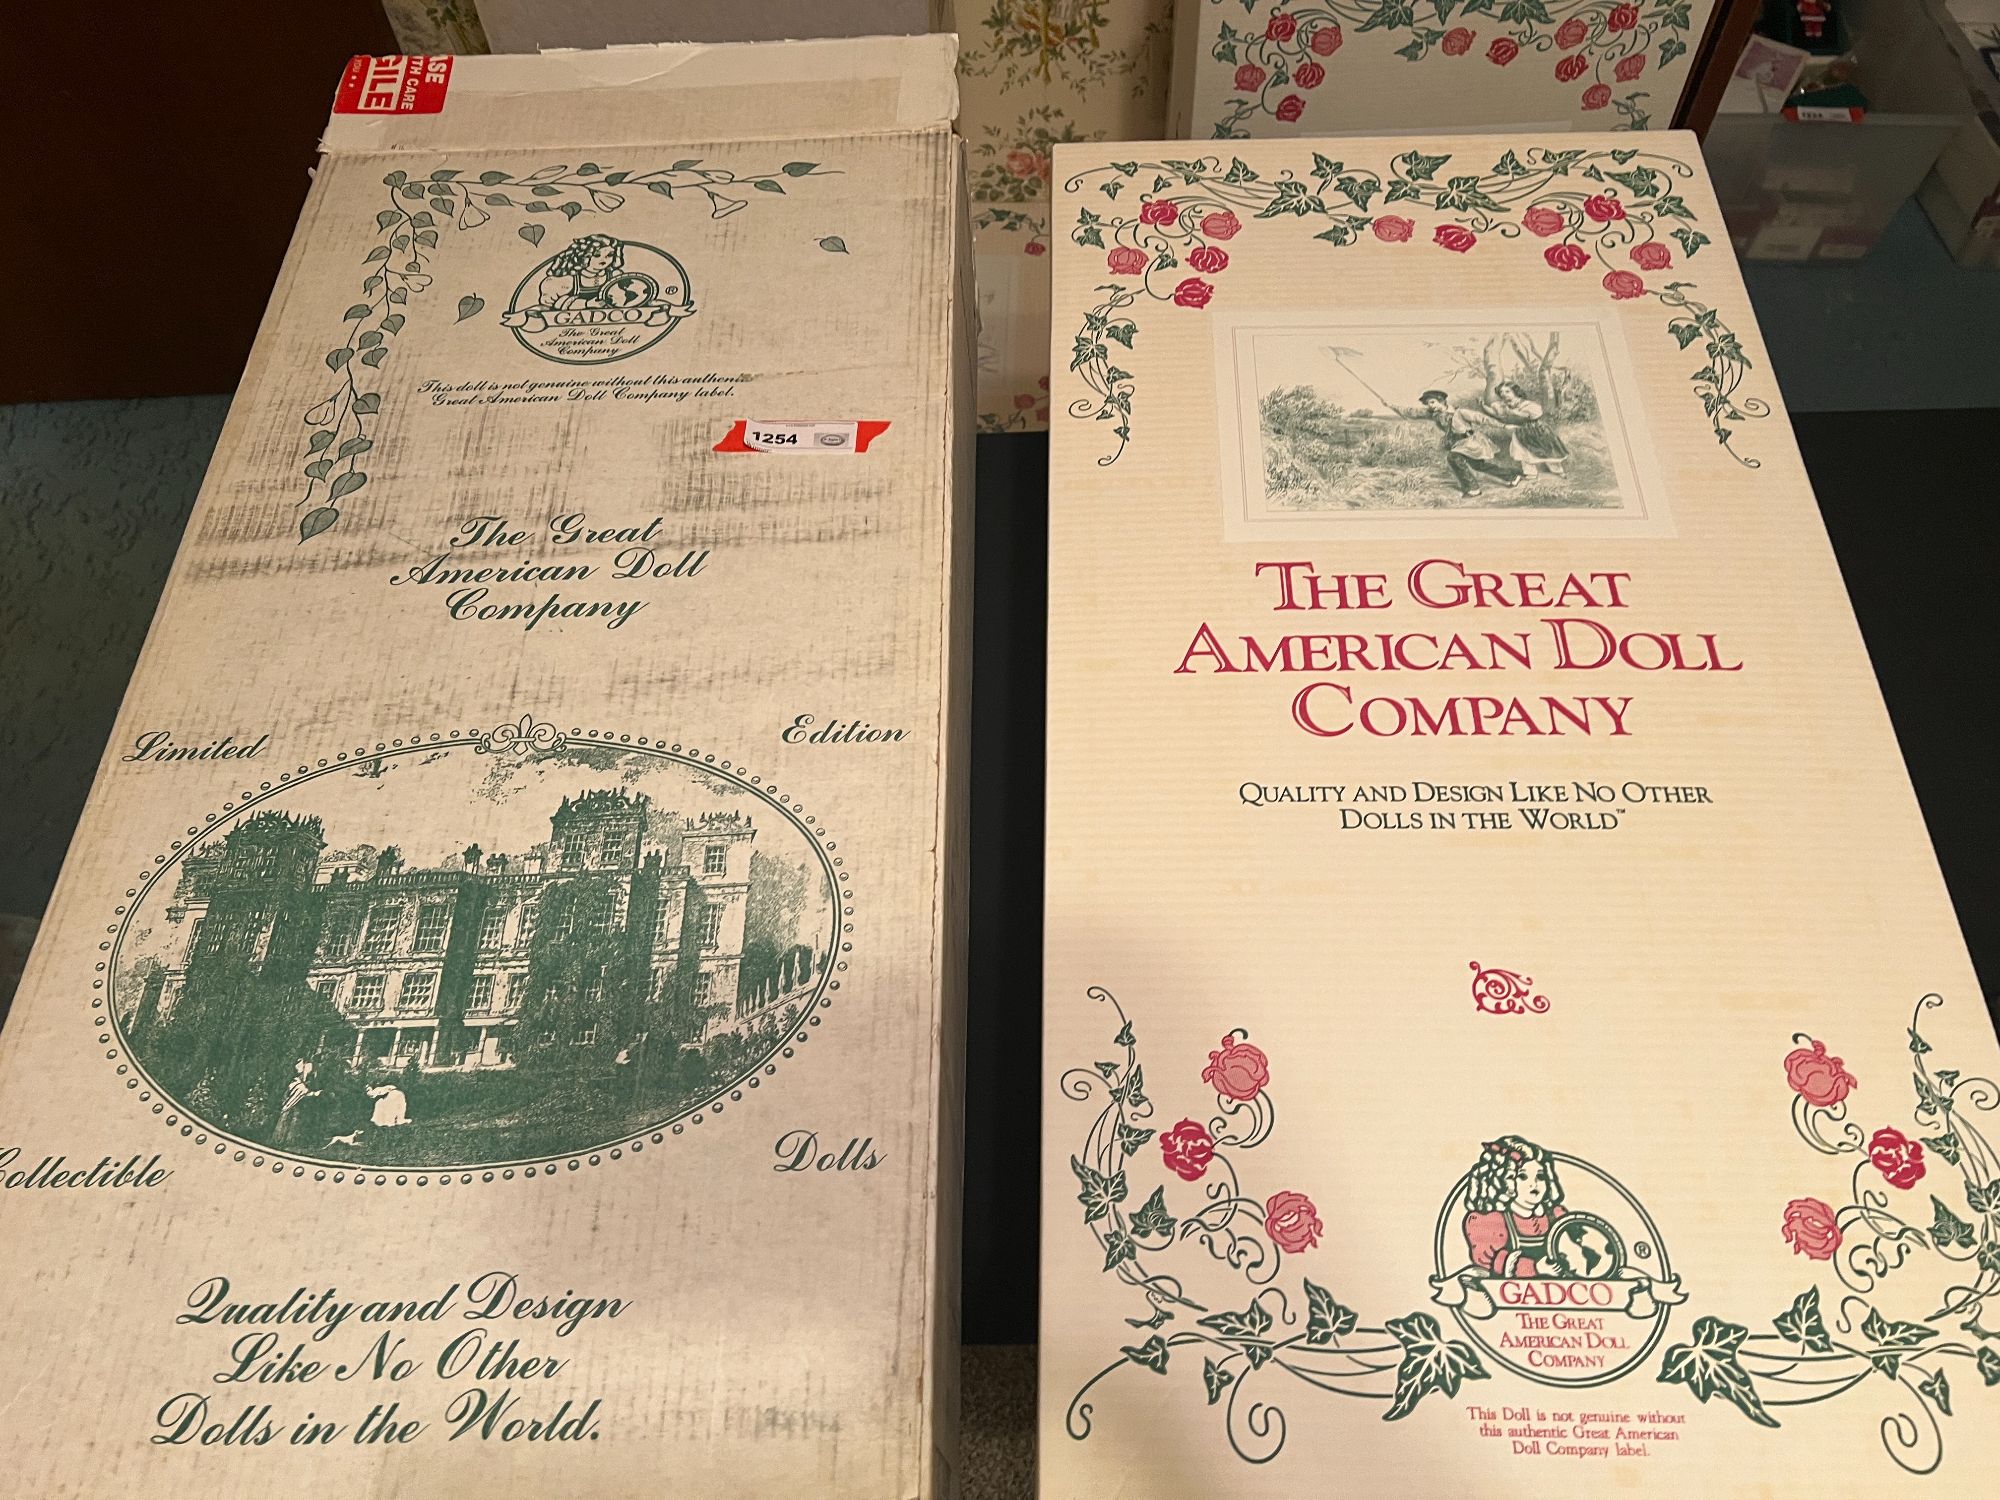 ASE
TH CARE
GILE
YOU
GADCO
The Great
American Doll
Company
®
This doll is not genuine without this
Great American Doll Company label.
1254
The Great
American Doll
Company
Limited Edition
Collectible Dolls
Quality and Design
Like No Other
Dolls in the World.
THE GREAT
AMERICAN DOLL
COMPANY
QUALITY AND DESIGN LIKE NO OTHER
DOLLS IN THE WORLD™
®
GADCO
THE GREAT
AMERICAN DOLL
COMPANY
This Doll is not genuine without
this authentic Great American
Doll Company label.